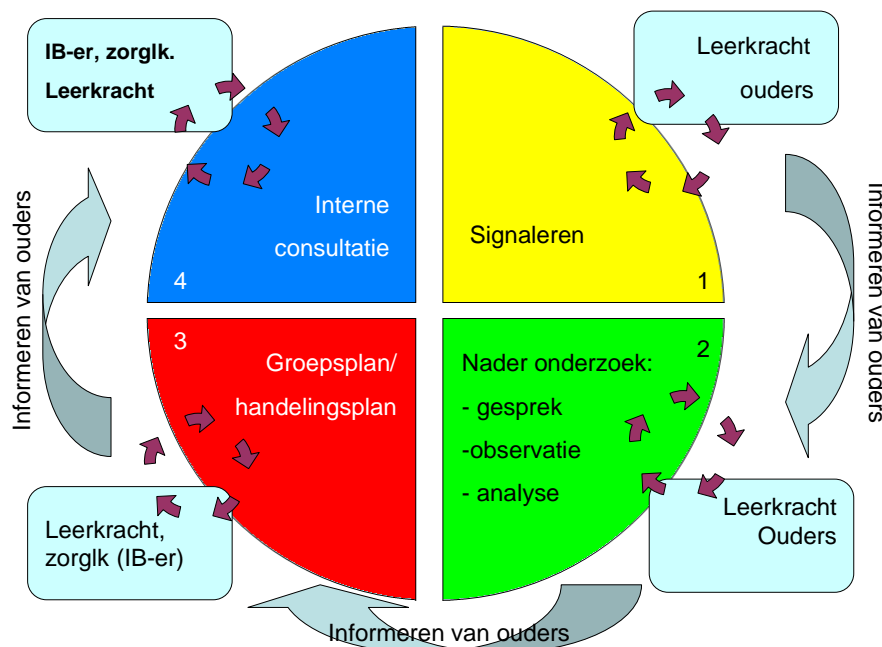 IB-er, zorglk.
Leerkracht
Leerkracht
ouders
Interne
consultatie
4
Signaleren
1
Informeren van ouders
Informeren van ouders
3
Groepsplan/
handelingsplan
2
Nader onderzoek:
- gesprek
-observatie
- analyse
Leerkracht,
zorglk (IB-er)
Leerkracht
Ouders
Informeren van ouders